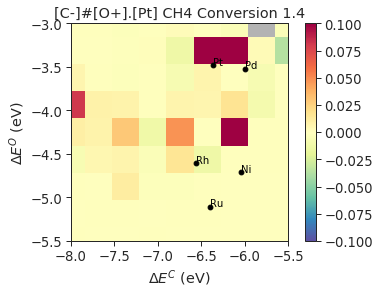 [C-]#[O+].[Pt] CH4 Conversion 1.4
−3.0
−3.5
−4.0
−4.5
−5.0
−5.5
ΔE^O (eV)
Pt
Pd
Rh
Ni
Ru
−8.0 −7.5 −7.0 −6.5 −6.0 −5.5
ΔE^C (eV)
0.100
0.075
0.050
0.025
0.000
−0.025
−0.050
−0.075
−0.100